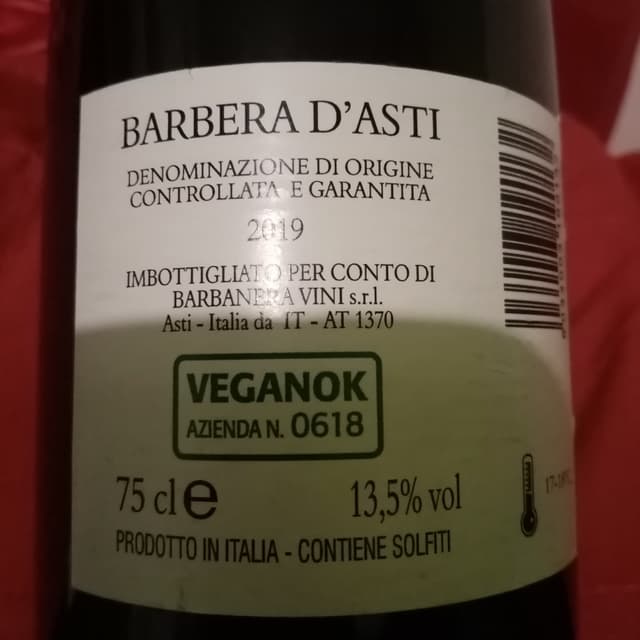 BARBERA D'ASTI
DENOMINAZIONE DI ORIGINE
CONTROLLATA E GARANTITA
2019
IMBOTTIGLIATO PER CONTO DI
BARBANERA VINI s.r.l.
Asti - Italia da IT - AT 1370
VEGANOK
AZIENDA N. 0618
75 cl e
13,5% vol
PRODOTTO IN ITALIA - CONTIENE SOLFITI